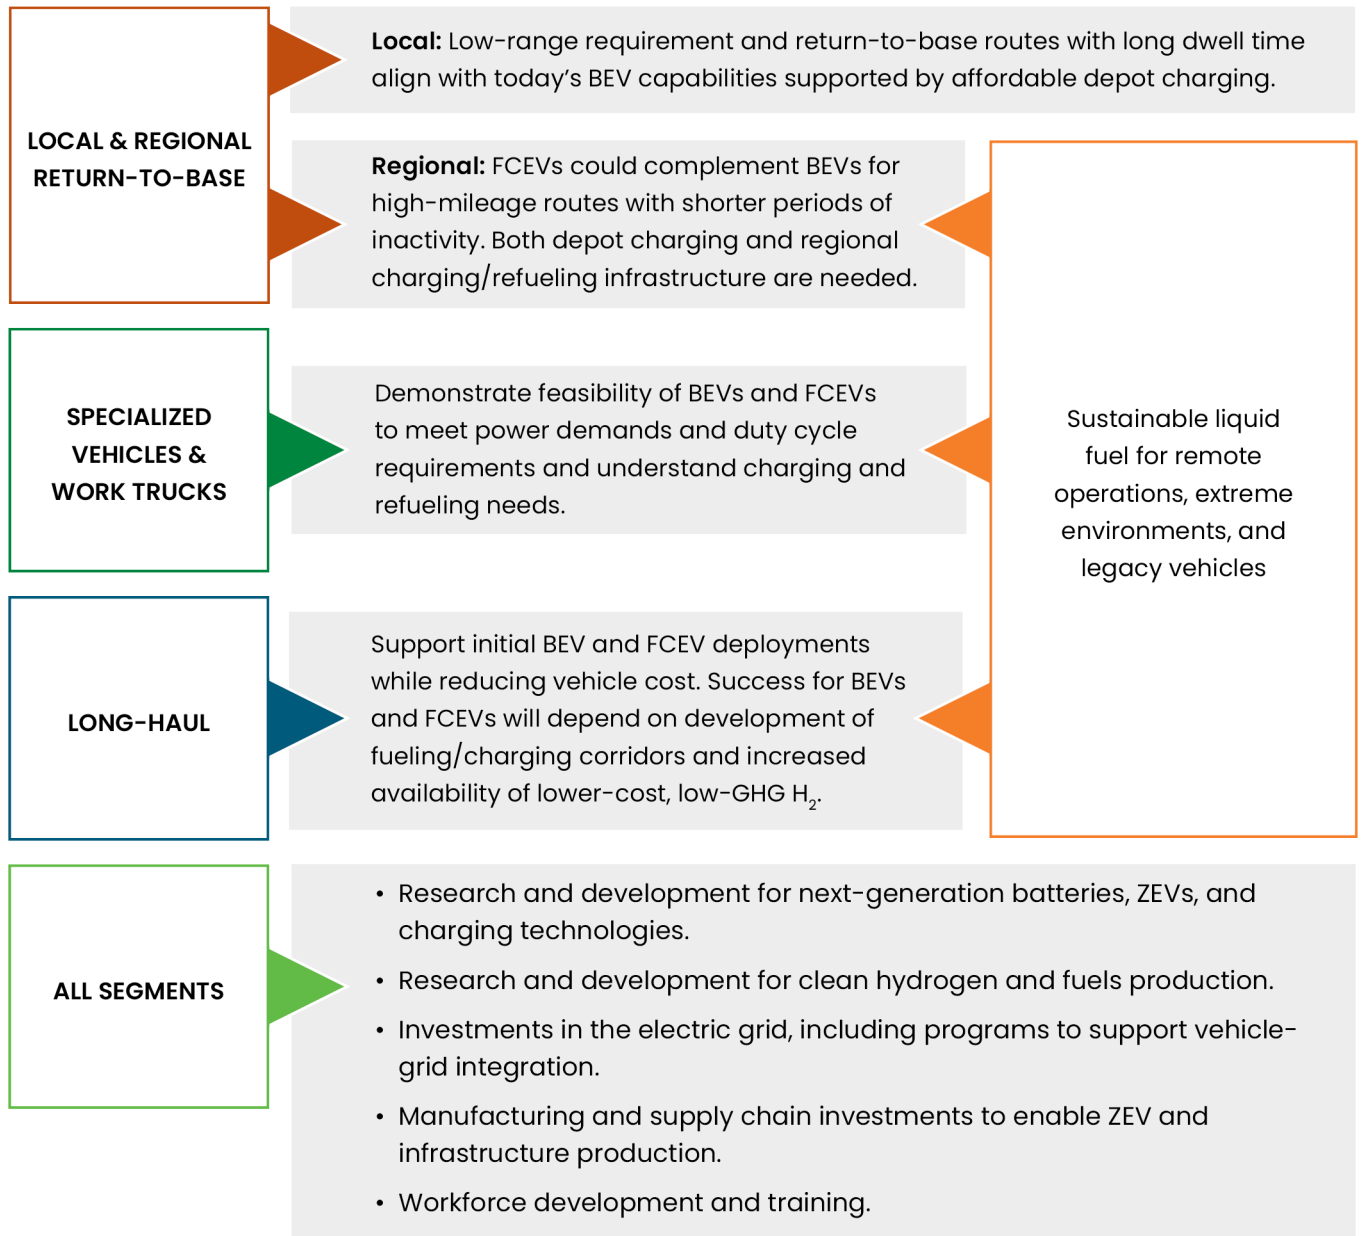 LOCAL & REGIONAL
RETURN-TO-BASE
Local: Low-range requirement and return-to-base routes with long dwell time
align with today's BEV capabilities supported by affordable depot charging.
Regional: FCEVs could complement BEVs for
high-mileage routes with shorter periods of
inactivity. Both depot charging and regional
charging/refueling infrastructure are needed.
SPECIALIZED
VEHICLES &
WORK TRUCKS
Demonstrate feasibility of BEVs and FCEVs
to meet power demands and duty cycle
requirements and understand charging and
refueling needs.
LONG-HAUL
Support initial BEV and FCEV deployments
while reducing vehicle cost. Success for BEVs
and FCEVs will depend on development of
fueling/charging corridors and increased
availability of lower-cost, low-GHG H₂.
Sustainable liquid
fuel for remote
operations, extreme
environments, and
legacy vehicles
ALL SEGMENTS
• Research and development for next-generation batteries, ZEVs, and
charging technologies.
• Research and development for clean hydrogen and fuels production.
• Investments in the electric grid, including programs to support vehicle-
grid integration.
• Manufacturing and supply chain investments to enable ZEV and
infrastructure production.
• Workforce development and training.